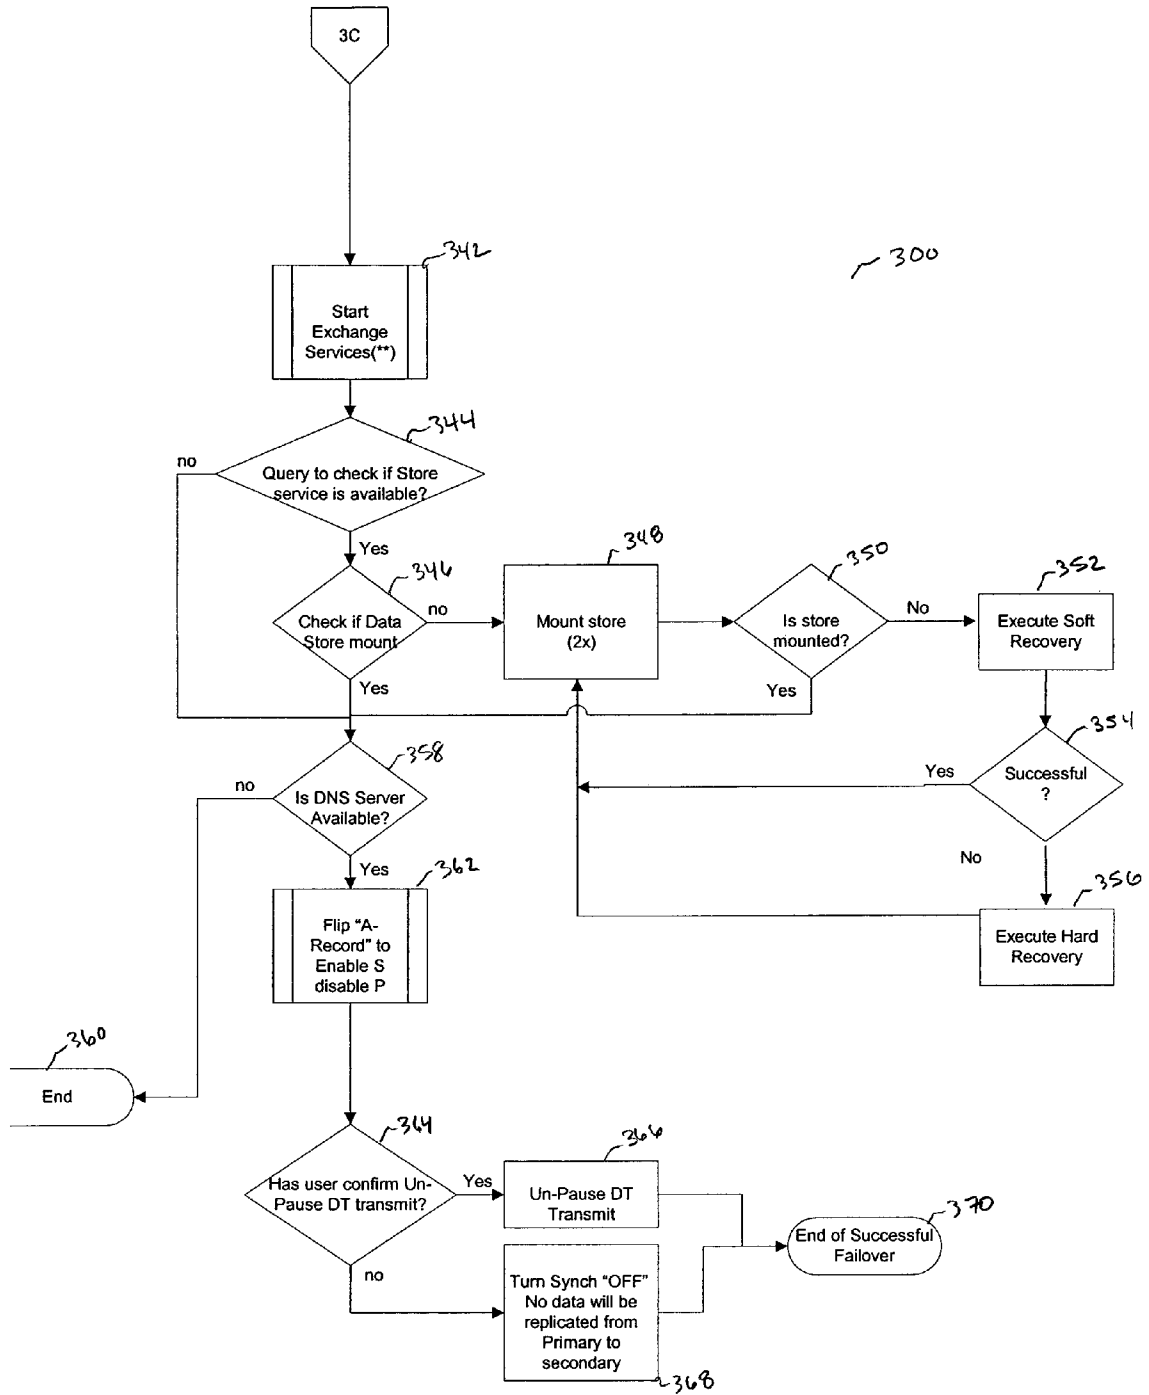 3C
342
300
Start
Exchange
Services(**)
344
no
Query to check if Store
service is available?
Yes
346
Check if Data
Store mount
no
348
Mount store
(2x)
350
Is store
mounted?
No
352
Execute Soft
Recovery
Yes
Yes
354
Successful
?
Yes
No
356
Execute Hard
Recovery
358
no
Is DNS Server
Available?
Yes
362
Flip "A-
Record" to
Enable S
disable P
360
End
364
Has user confirm Un-
Pause DT transmit?
Yes
366
Un-Pause DT
Transmit
370
End of Successful
Failover
no
Turn Synch "OFF"
No data will be
replicated from
Primary to
secondary
368